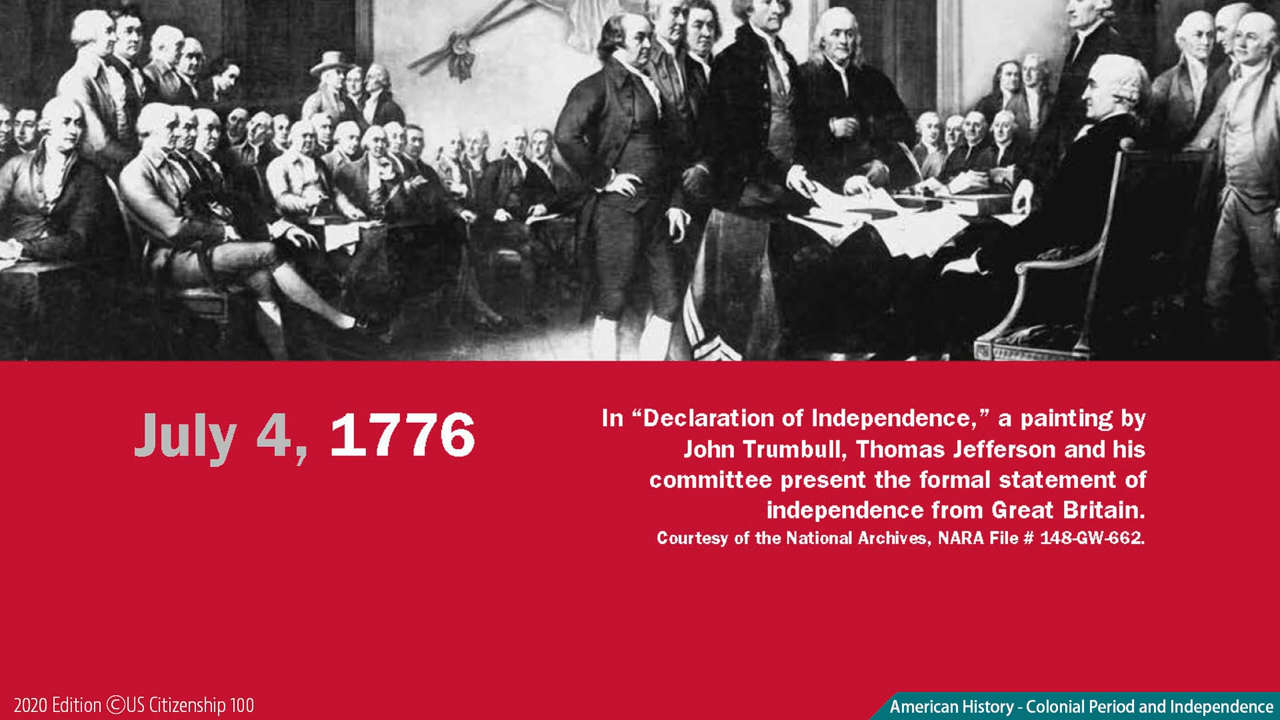 July 4, 1776
In “Declaration of Independence,” a painting by
John Trumbull, Thomas Jefferson and his
committee present the formal statement of
independence from Great Britain.
Courtesy of the National Archives, NARA File # 148-GW-662.
2020 Edition ©US Citizenship 100
American History - Colonial Period and Independence